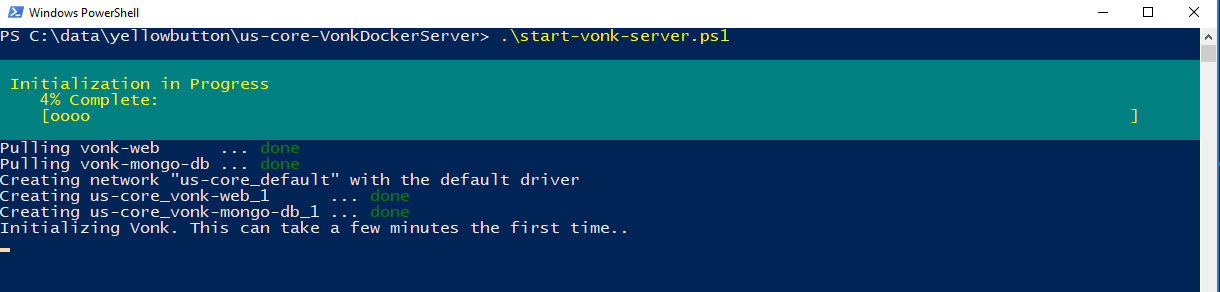 Windows PowerShell
PS C:\data\yellowbutton\us-core-VonkDockerServer> .\start-vonk-server.ps1
Initialization in Progress
4% Complete:
[oooo ]
Pulling vonk-web ... done
Pulling vonk-mongo-db ... done
Creating network "us-core_default" with the default driver
Creating us-core_vonk-web_1 ... done
Creating us-core_vonk-mongo-db_1 ... done
Initializing Vonk. This can take a few minutes the first time..